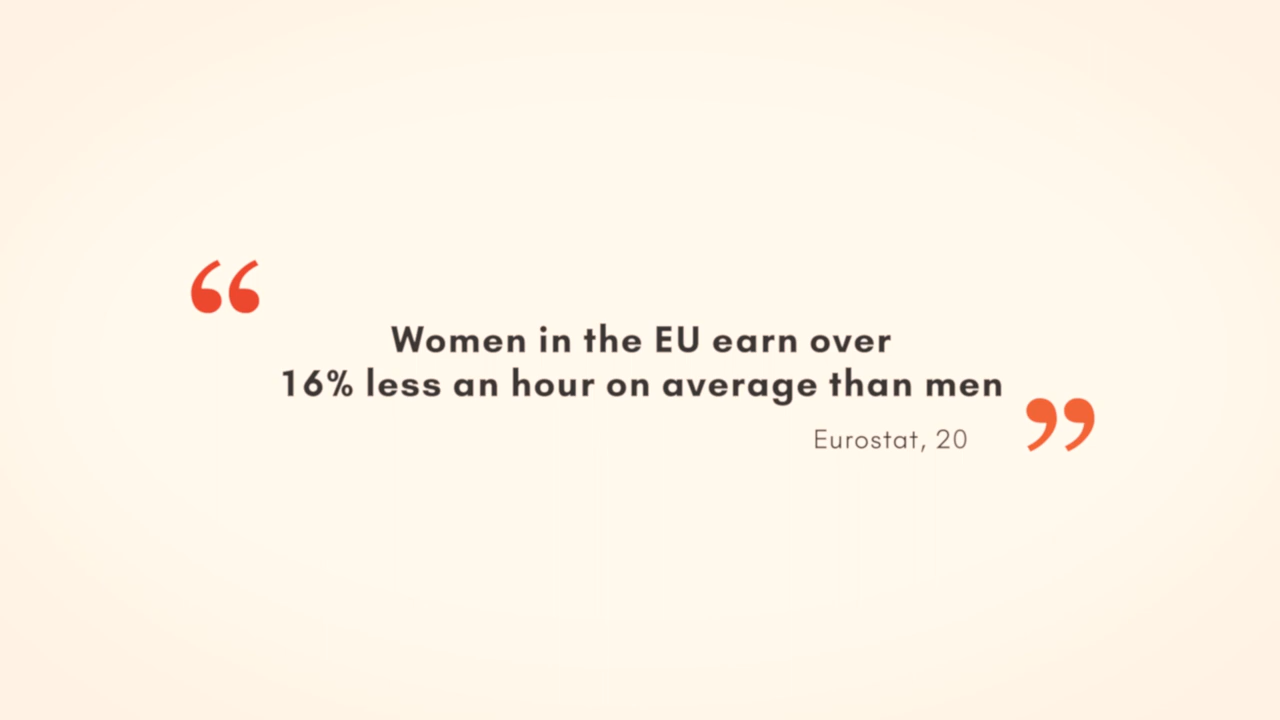 “
Women in the EU earn over
16% less an hour on average than men
”
Eurostat, 20